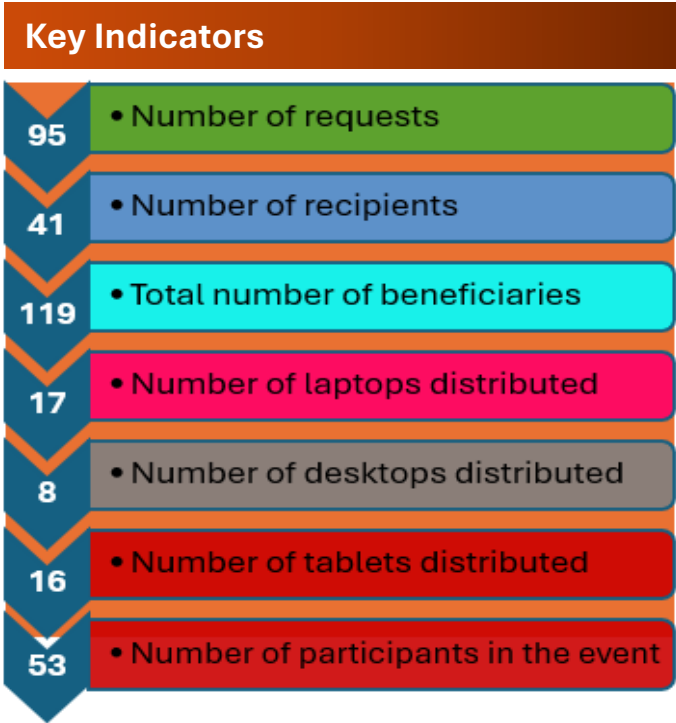 Key Indicators
95 • Number of requests
41 • Number of recipients
119 • Total number of beneficiaries
17 • Number of laptops distributed
8 • Number of desktops distributed
16 • Number of tablets distributed
53 • Number of participants in the event